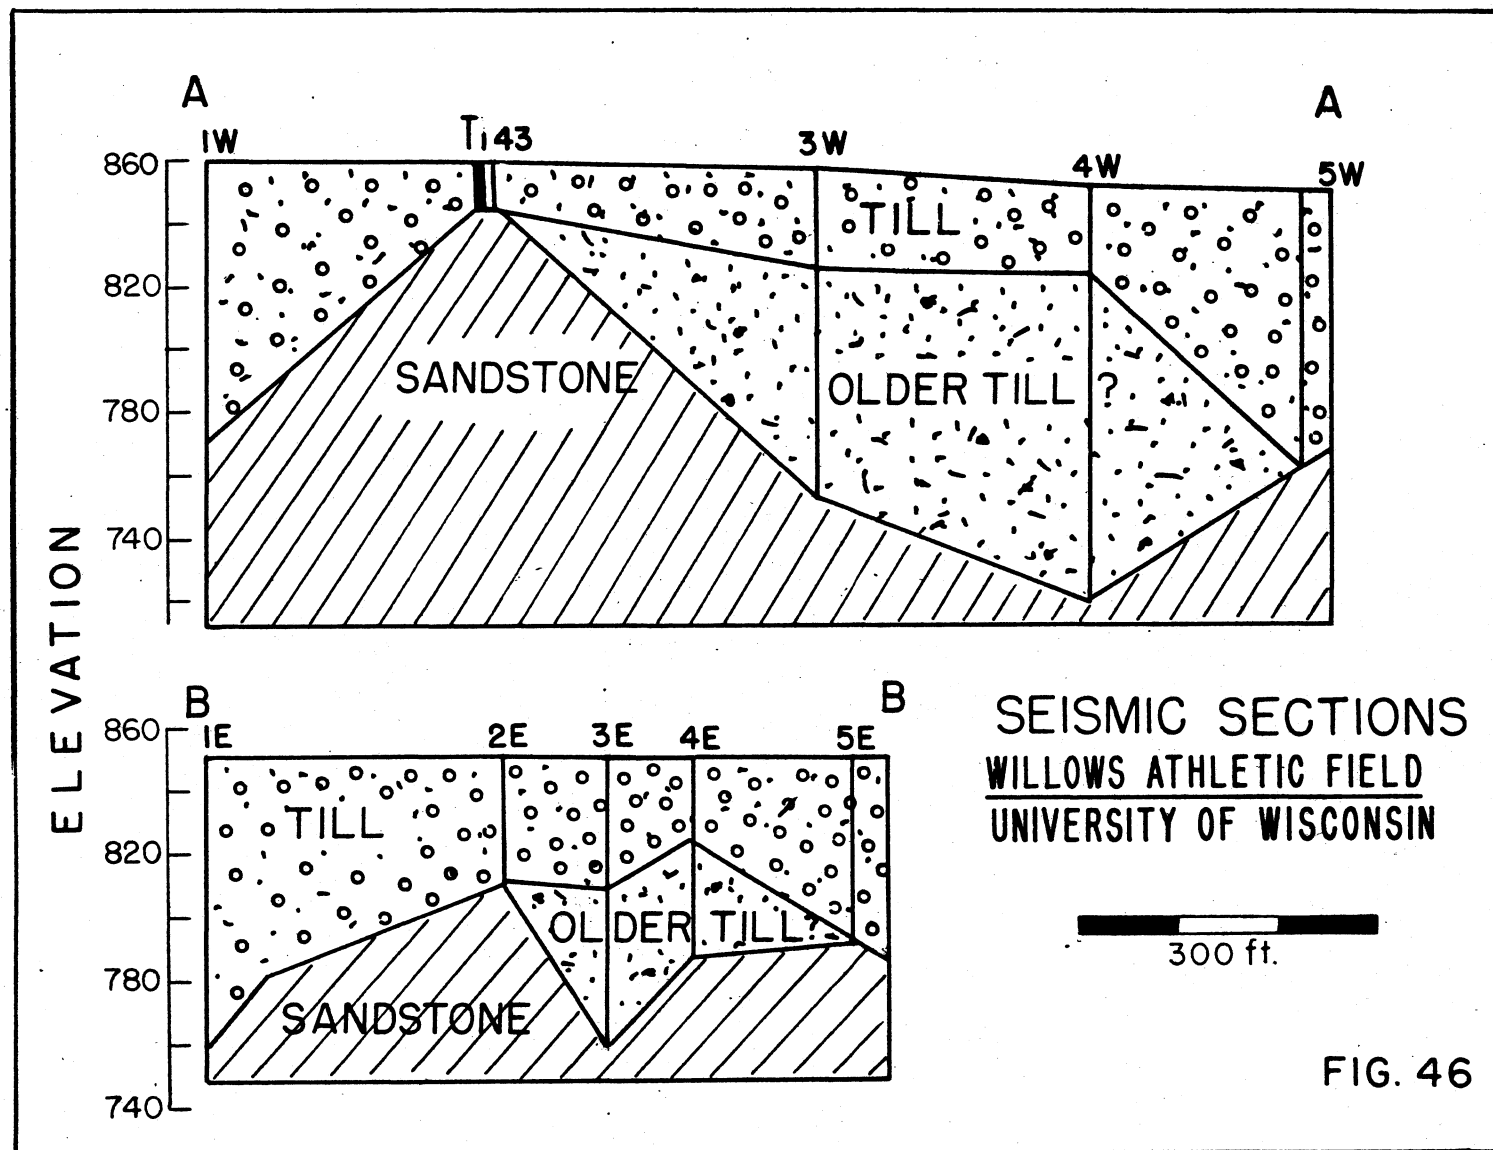 A A
1W Ti 43 3W 4W 5W
860
820
780
740
TILL
SANDSTONE
OLDER TILL ?
ELEVATION
B B
1E 2E 3E 4E 5E
860
820
780
740
TILL
OLDER TILL?
SANDSTONE
SEISMIC SECTIONS
WILLOWS ATHLETIC FIELD
UNIVERSITY OF WISCONSIN
300 ft.
FIG. 46